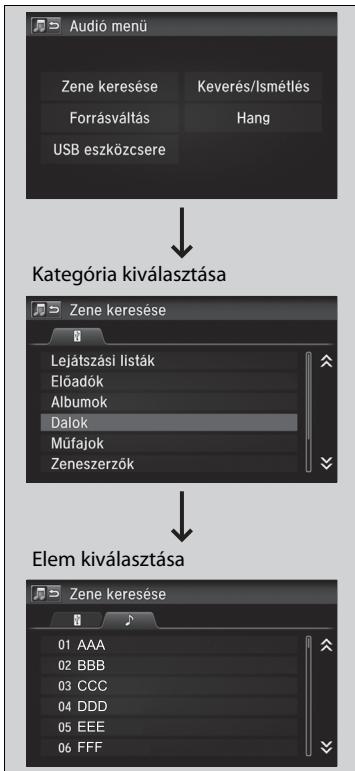 Audió menü
Zene keresése Keverés/Ismétlés
Forrásváltás Hang
USB eszközcsere
Kategória kiválasztása
Zene keresése
Lejátszási listák
Előadók
Albumok
Dalok
Műfajok
Zeneszerzők
Elem kiválasztása
Zene keresése
01 AAA
02 BBB
03 CCC
04 DDD
05 EEE
06 FFF